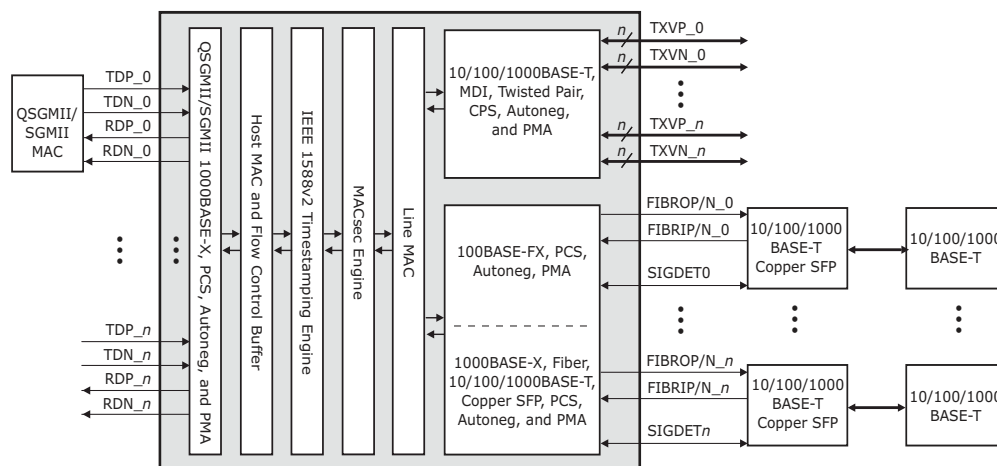 QSGMII/
SGMII
MAC
TDP_0
TDN_0
RDP_0
RDN_0
TDP_n
TDN_n
RDP_n
RDN_n
QSGMII/SGMII 1000BASE-X, PCS, Autoneg, and PMA
Host MAC and Flow Control Buffer
IEEE 1588v2 Timestamping Engine
MACsec Engine
Line MAC
10/100/1000BASE-T,
MDI, Twisted Pair,
CPS, Autoneg,
and PMA
n
TXVP_0
n
TXVN_0
n
TXVP_n
n
TXVN_n
100BASE-FX, PCS,
Autoneg, PMA
1000BASE-X, Fiber,
10/100/1000BASE-T,
Copper SFP, PCS,
Autoneg, and PMA
FIBROP/N_0
FIBRIP/N_0
SIGDET0
10/100/1000
BASE-T
Copper SFP
10/100/1000
BASE-T
FIBROP/N_n
FIBRIP/N_n
SIGDETn
10/100/1000
BASE-T
Copper SFP
10/100/1000
BASE-T